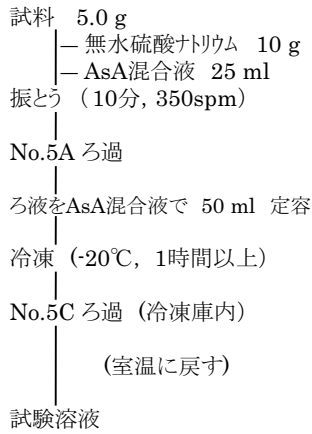 試料 5.0 g
無水硫酸ナトリウム 10 g
AsA混合液 25 ml
振とう (10分, 350spm)
No.5A ろ過
ろ液をAsA混合液で 50 ml 定容
冷凍 (-20℃, 1時間以上)
No.5C ろ過 (冷凍庫内)
(室温に戻す)
試験溶液